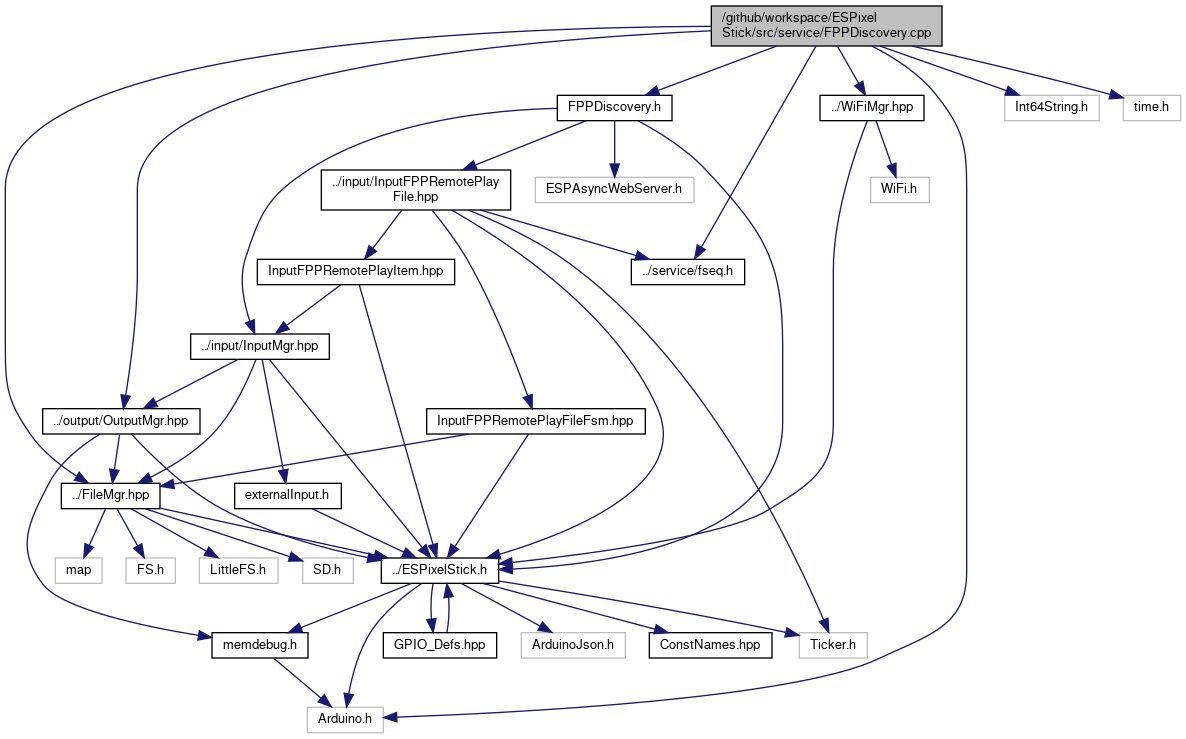 /github/workspace/ESPixel
Stick/src/service/FPPDiscovery.cpp
FPPDiscovery.h
../WiFiMgr.hpp
Int64String.h
time.h
../input/InputFPPRemotePlay
File.hpp
ESPAsyncWebServer.h
WiFi.h
InputFPPRemotePlayItem.hpp
../service/fseq.h
../input/InputMgr.hpp
../output/OutputMgr.hpp
InputFPPRemotePlayFileFsm.hpp
../FileMgr.hpp
externalInput.h
map
FS.h
LittleFS.h
SD.h
../ESPixelStick.h
memdebug.h
GPIO_Defs.hpp
ArduinoJson.h
ConstNames.hpp
Ticker.h
Arduino.h